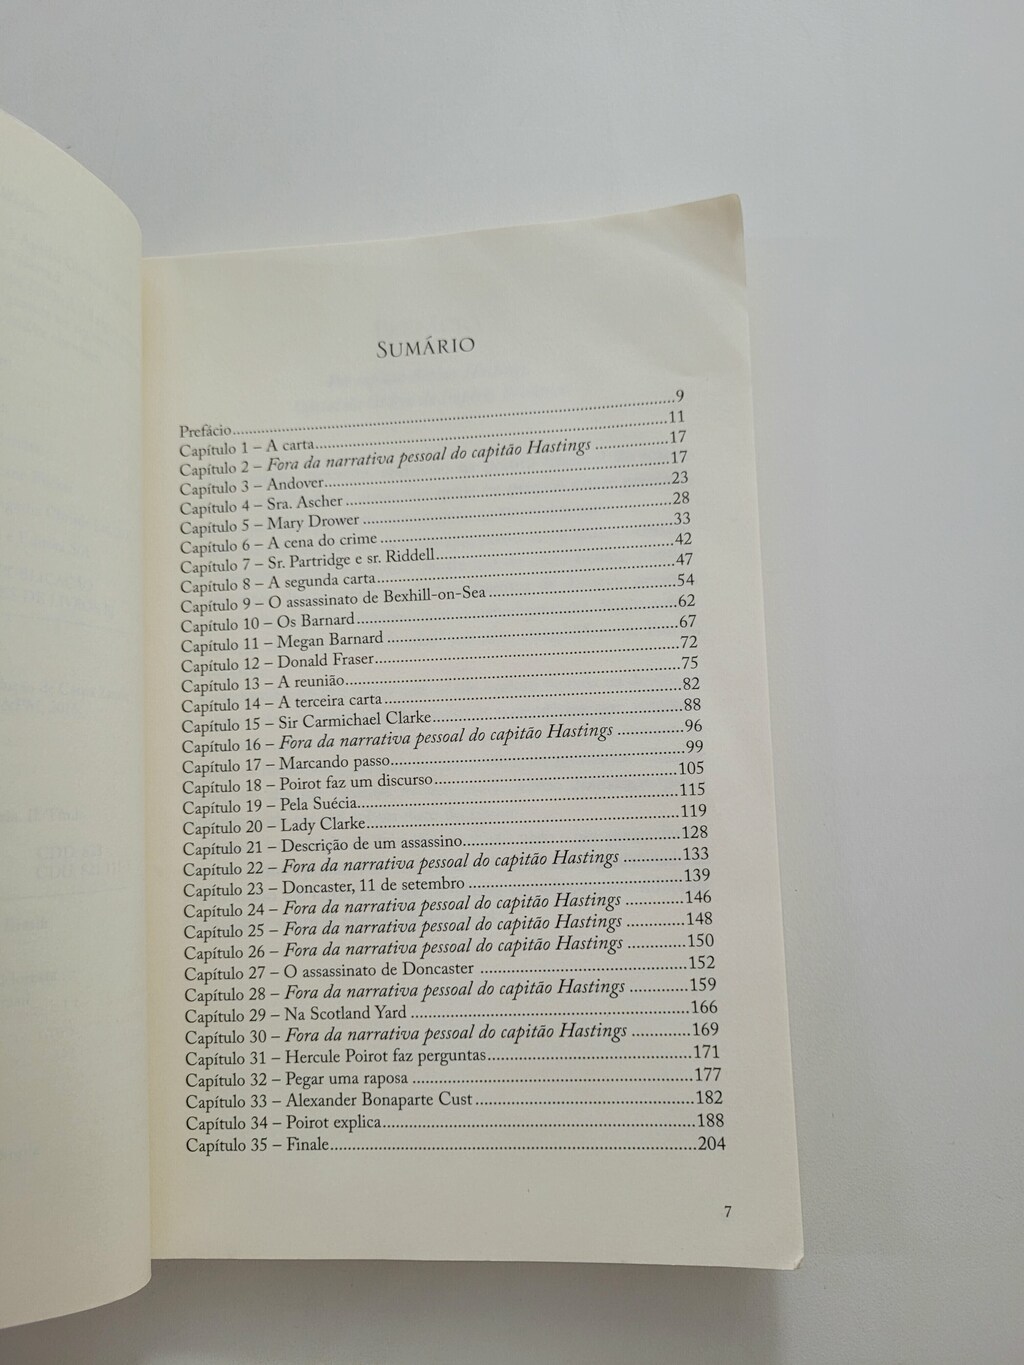 SUMÁRIO
Prefácio....................9
Capítulo 1 – A carta....................11
Capítulo 2 – Fora da narrativa pessoal do capitão Hastings ....................17
Capítulo 3 – Andover....................17
Capítulo 4 – Sra. Ascher ....................23
Capítulo 5 – Mary Drower ....................28
Capítulo 6 – A cena do crime ....................33
Capítulo 7 – Sr. Partridge e sr. Riddell....................42
Capítulo 8 – A segunda carta....................47
Capítulo 9 – O assassinato de Bexhill-on-Sea ....................54
Capítulo 10 – Os Barnard....................62
Capítulo 11 – Megan Barnard ....................67
Capítulo 12 – Donald Fraser....................72
Capítulo 13 – A reunião....................75
Capítulo 14 – A terceira carta....................82
Capítulo 15 – Sir Carmichael Clarke....................88
Capítulo 16 – Fora da narrativa pessoal do capitão Hastings ....................96
Capítulo 17 – Marcando passo....................99
Capítulo 18 – Poirot faz um discurso....................105
Capítulo 19 – Pela Suécia....................115
Capítulo 20 – Lady Clarke....................119
Capítulo 21 – Descrição de um assassino....................128
Capítulo 22 – Fora da narrativa pessoal do capitão Hastings ....................133
Capítulo 23 – Doncaster, 11 de setembro ....................139
Capítulo 24 – Fora da narrativa pessoal do capitão Hastings ....................146
Capítulo 25 – Fora da narrativa pessoal do capitão Hastings ....................148
Capítulo 26 – Fora da narrativa pessoal do capitão Hastings ....................150
Capítulo 27 – O assassinato de Doncaster ....................152
Capítulo 28 – Fora da narrativa pessoal do capitão Hastings ....................159
Capítulo 29 – Na Scotland Yard ....................166
Capítulo 30 – Fora da narrativa pessoal do capitão Hastings ....................169
Capítulo 31 – Hercule Poirot faz perguntas....................171
Capítulo 32 – Pegar uma raposa ....................177
Capítulo 33 – Alexander Bonaparte Cust ....................182
Capítulo 34 – Poirot explica....................188
Capítulo 35 – Finale....................204
7